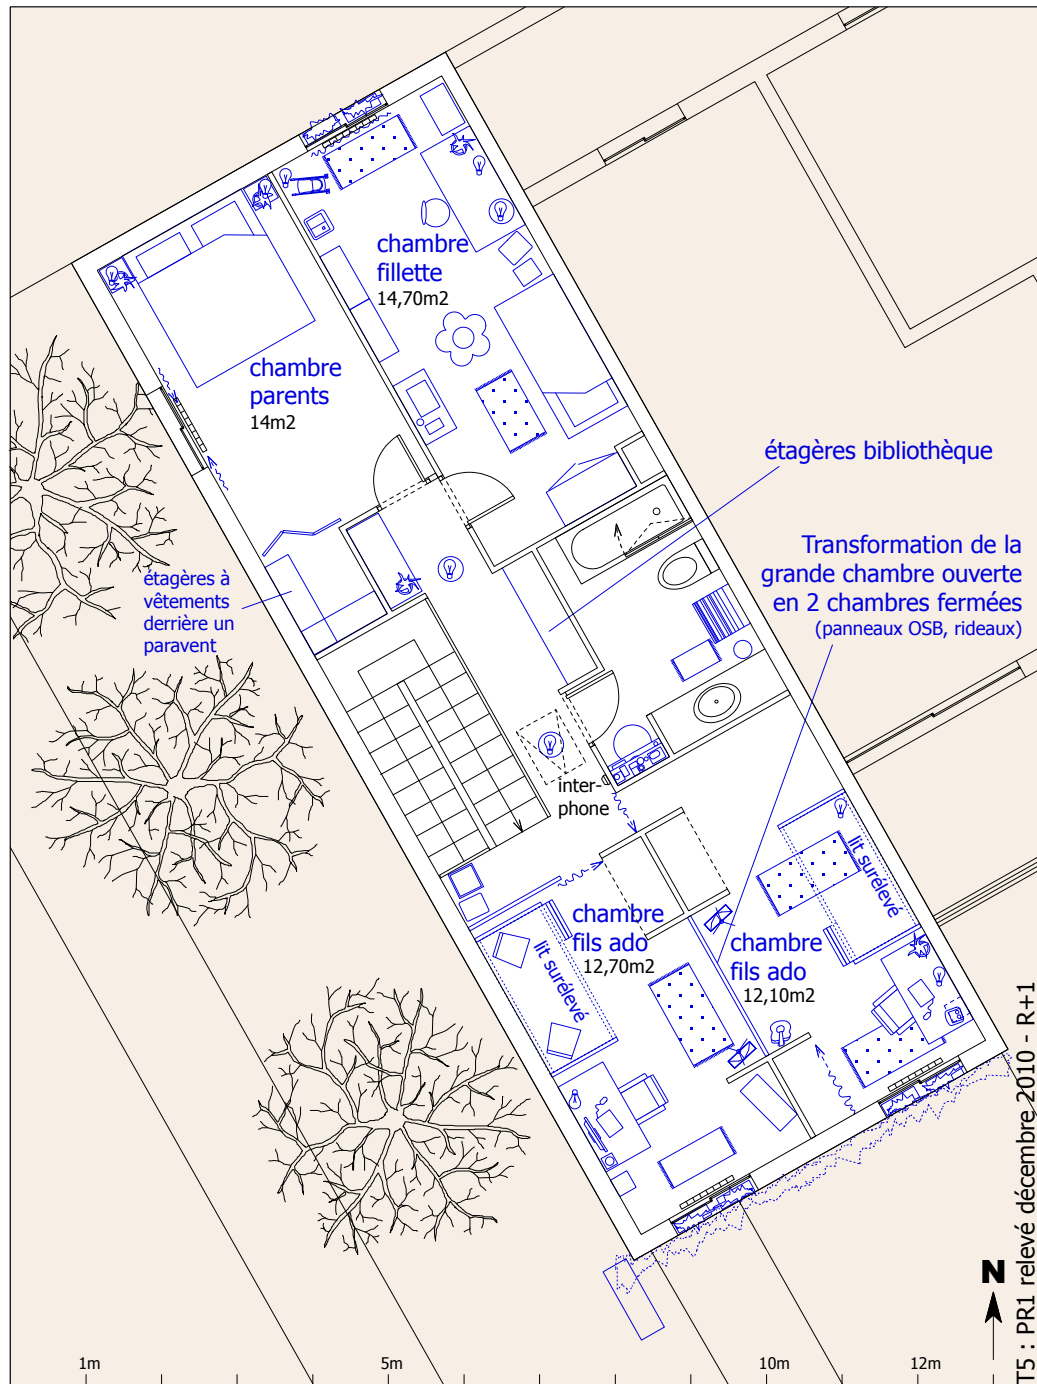 chambre
fillette
14,70m2
chambre
parents
14m2
étagères bibliothèque
Transformation de la
grande chambre ouverte
en 2 chambres fermées
(panneaux OSB, rideaux)
étagères à
vêtements
derrière un
paravent
inter-
phone
lit surélevé
chambre
fils ado
12,70m2
lit surélevé
chambre
fils ado
12,10m2
N
T5 : PR1 relevé décembre 2010 - R+1
1m
5m
10m
12m